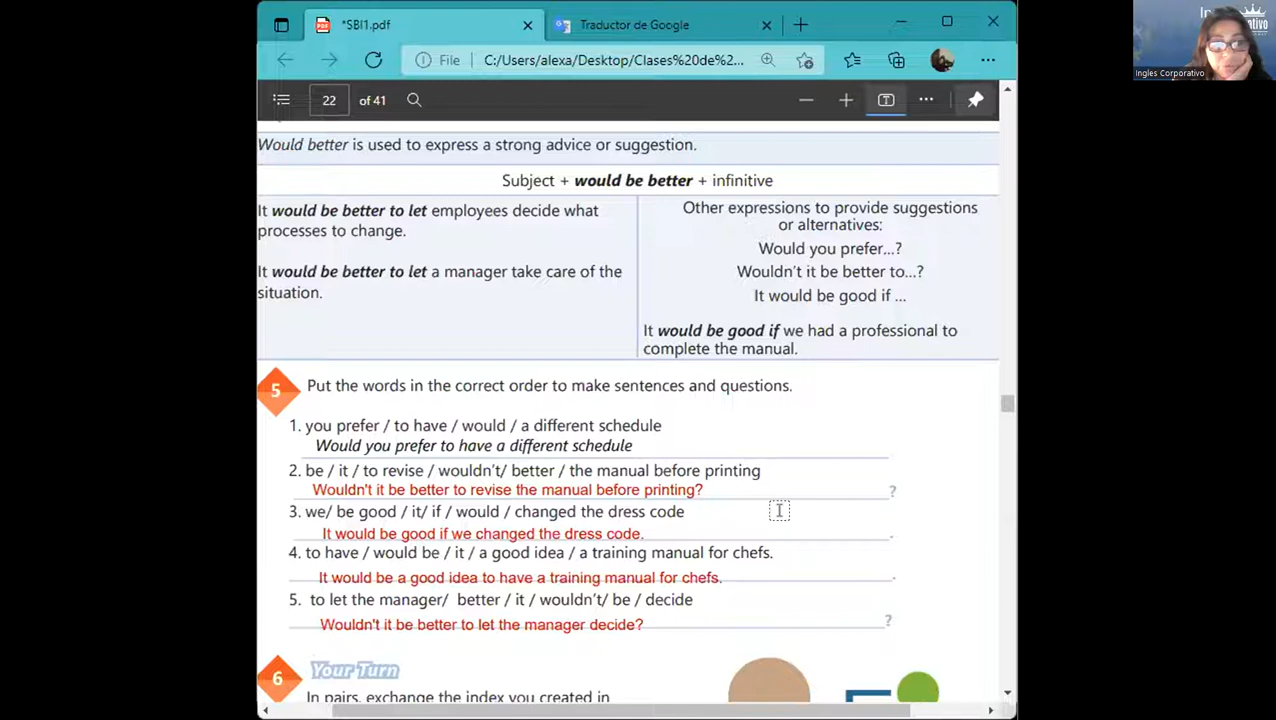 *SBI1.pdf
Traductor de Google
File C:/Users/alexa/Desktop/Clases%20de%2...
22 of 41
Would better is used to express a strong advice or suggestion.
Subject + would be better + infinitive
It would be better to let employees decide what
processes to change.
It would be better to let a manager take care of the
situation.
Other expressions to provide suggestions
or alternatives:
Would you prefer...?
Wouldn't it be better to...?
It would be good if ...
It would be good if we had a professional to
complete the manual.
5 Put the words in the correct order to make sentences and questions.
1. you prefer / to have / would / a different schedule
Would you prefer to have a different schedule
2. be / it / to revise / wouldn't/ better / the manual before printing
Wouldn't it be better to revise the manual before printing? ?
3. we/ be good / it/ if / would / changed the dress code
It would be good if we changed the dress code. .
4. to have / would be / it / a good idea / a training manual for chefs.
It would be a good idea to have a training manual for chefs. .
5. to let the manager/ better / it / wouldn't/ be / decide
Wouldn't it be better to let the manager decide? ?
6 Your Turn
In pairs, exchange the index you created in
Ingles Corporativo